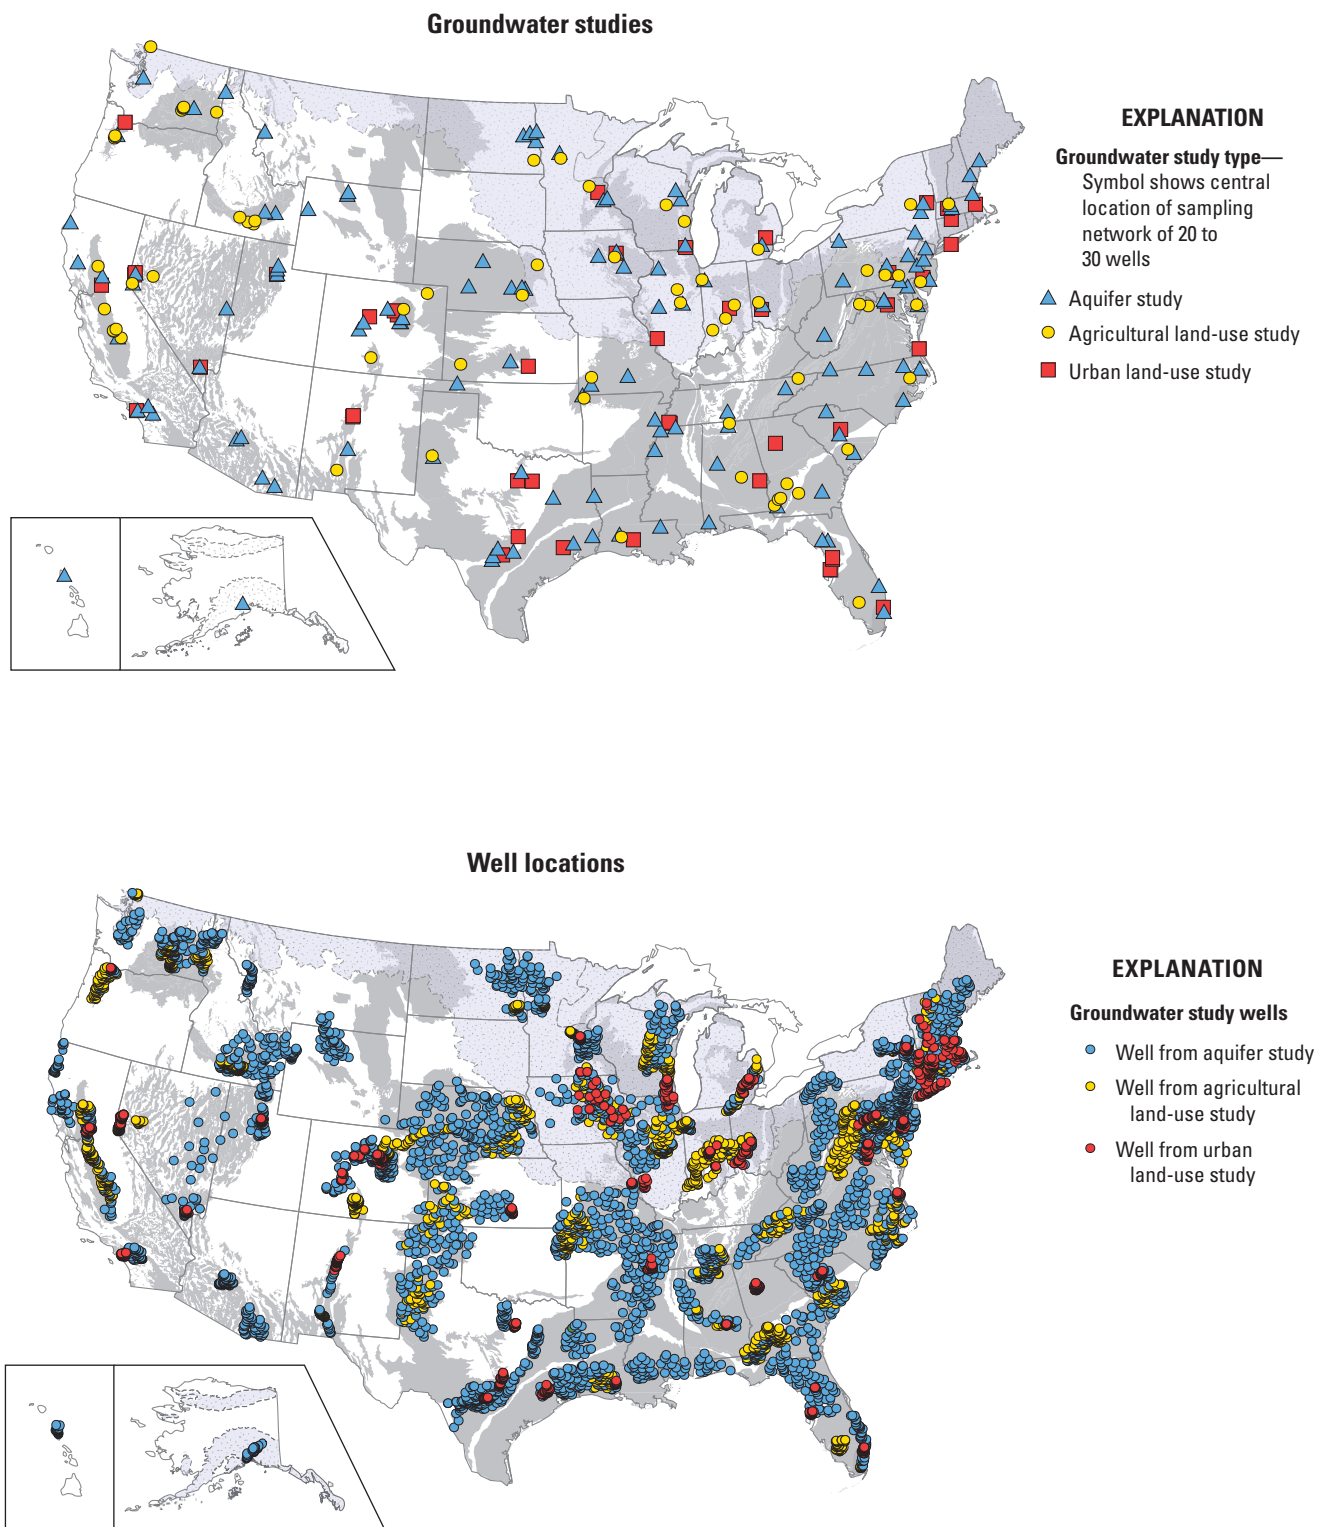 Groundwater studies
EXPLANATION
Groundwater study type—
Symbol shows central
location of sampling
network of 20 to
30 wells
Aquifer study
Agricultural land-use study
Urban land-use study
Well locations
EXPLANATION
Groundwater study wells
Well from aquifer study
Well from agricultural
land-use study
Well from urban
land-use study